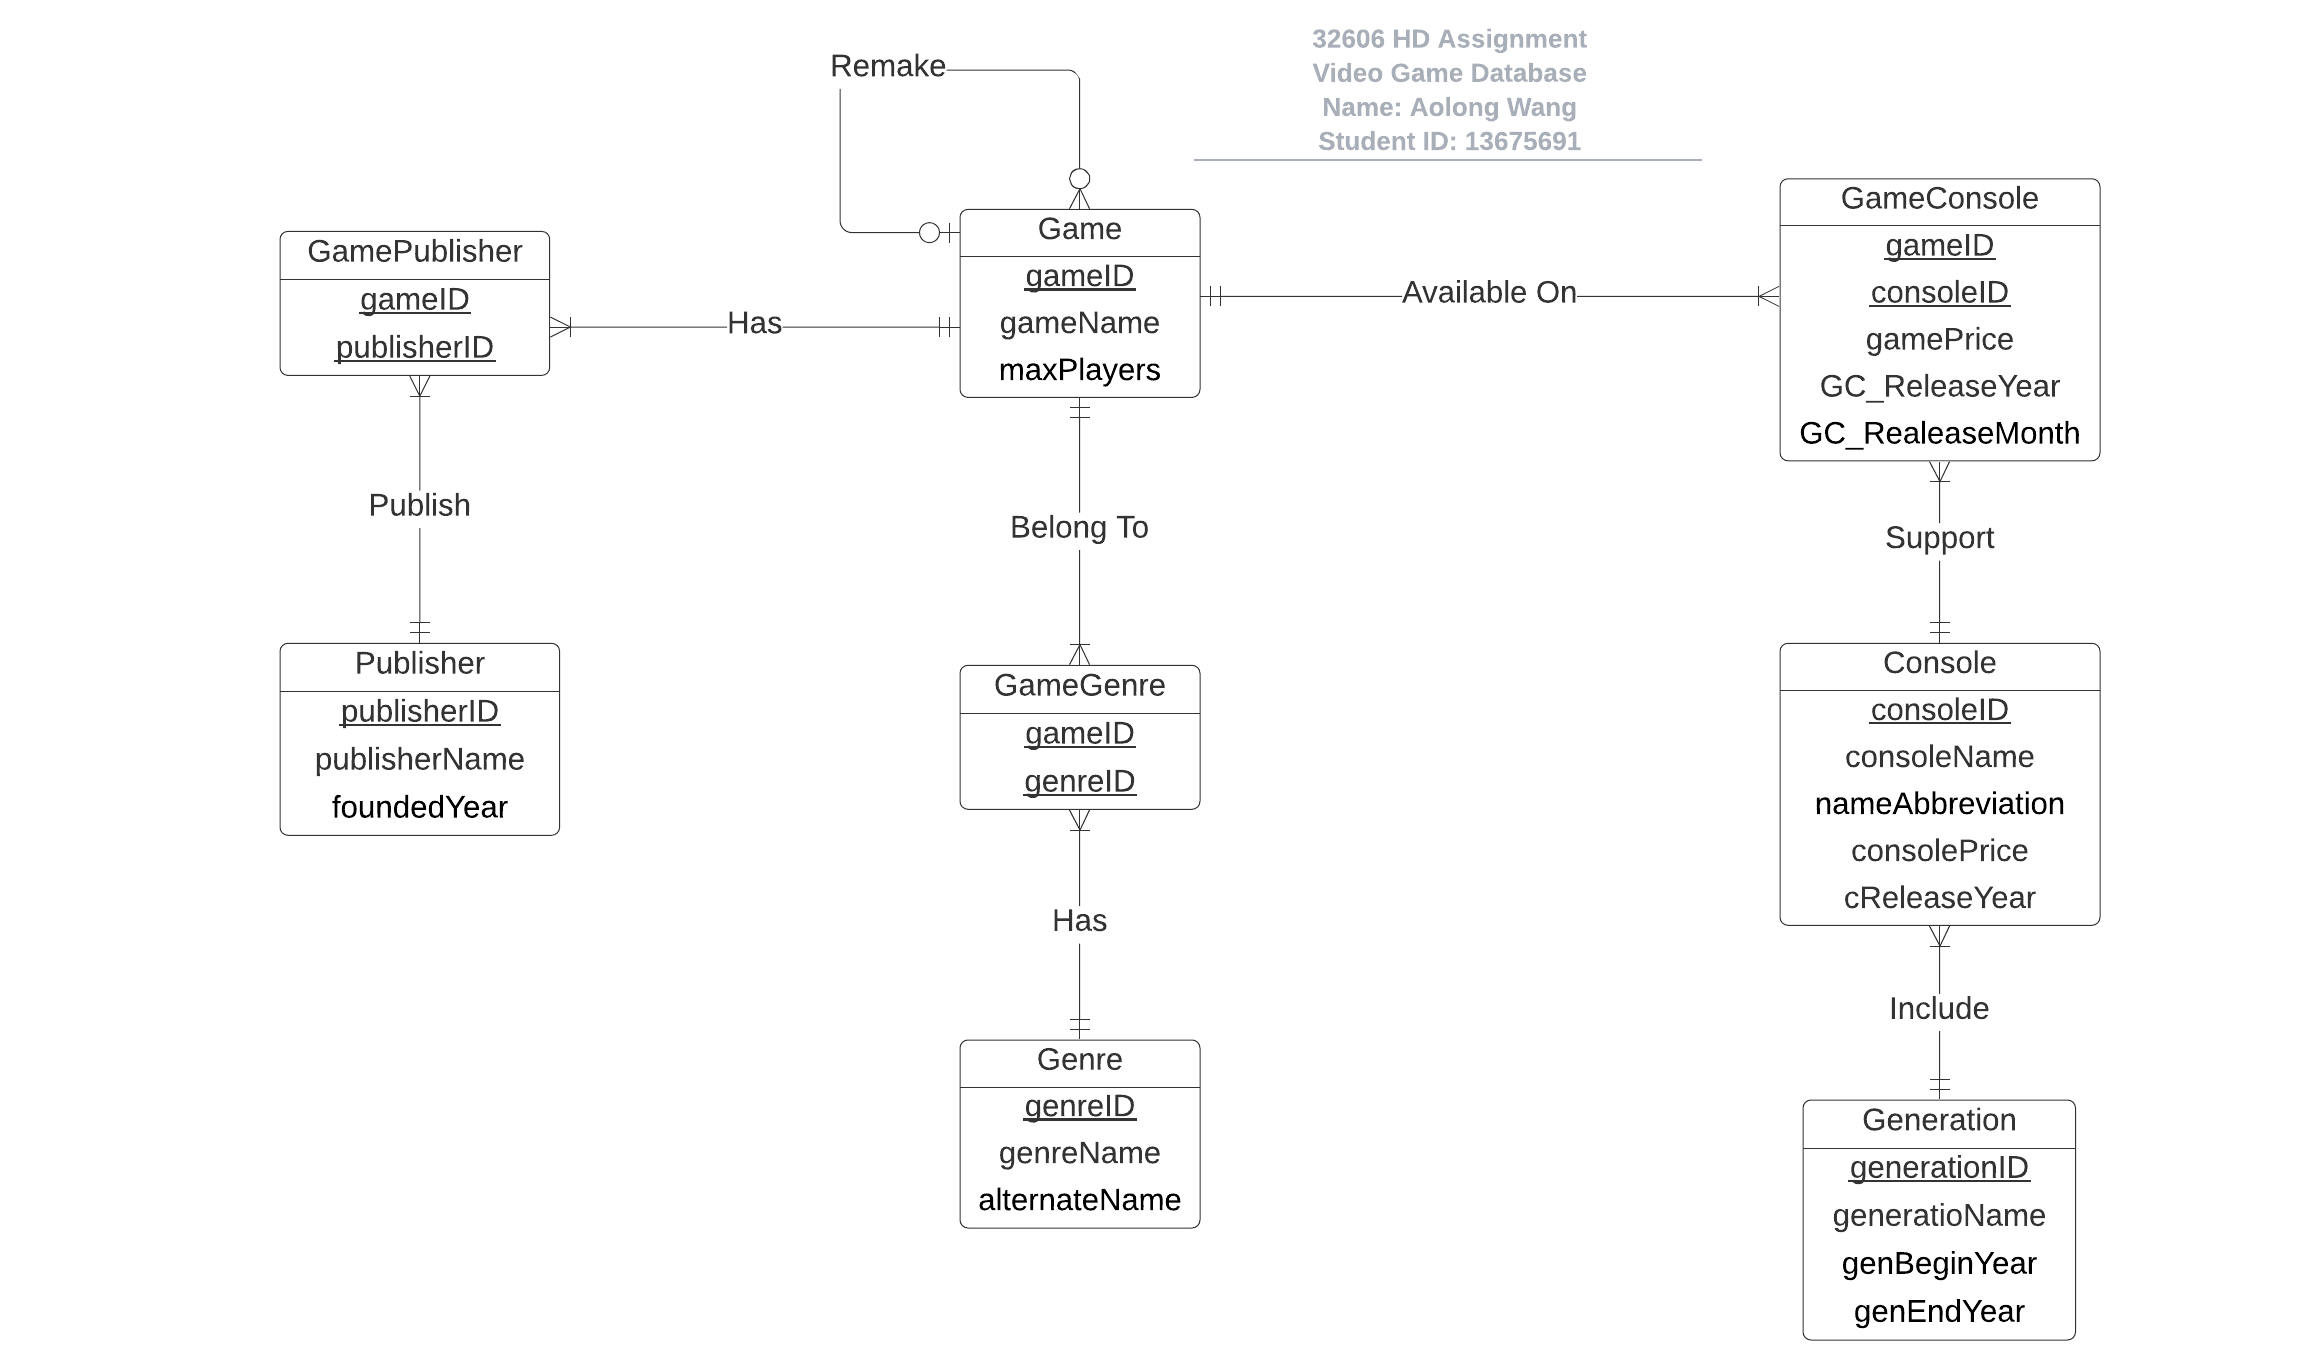 32606 HD Assignment
Video Game Database
Name: Aolong Wang
Student ID: 13675691
Remake
GamePublisher
gameID
publisherID
Has
Game
gameID
gameName
maxPlayers
Available On
GameConsole
gameID
consoleID
gamePrice
GC_ReleaseYear
GC_RealeaseMonth
Publish
Belong To
Support
Publisher
publisherID
publisherName
foundedYear
GameGenre
gameID
genreID
Console
consoleID
consoleName
nameAbbreviation
consolePrice
cReleaseYear
Has
Include
Genre
genreID
genreName
alternateName
Generation
generationID
generatioName
genBeginYear
genEndYear